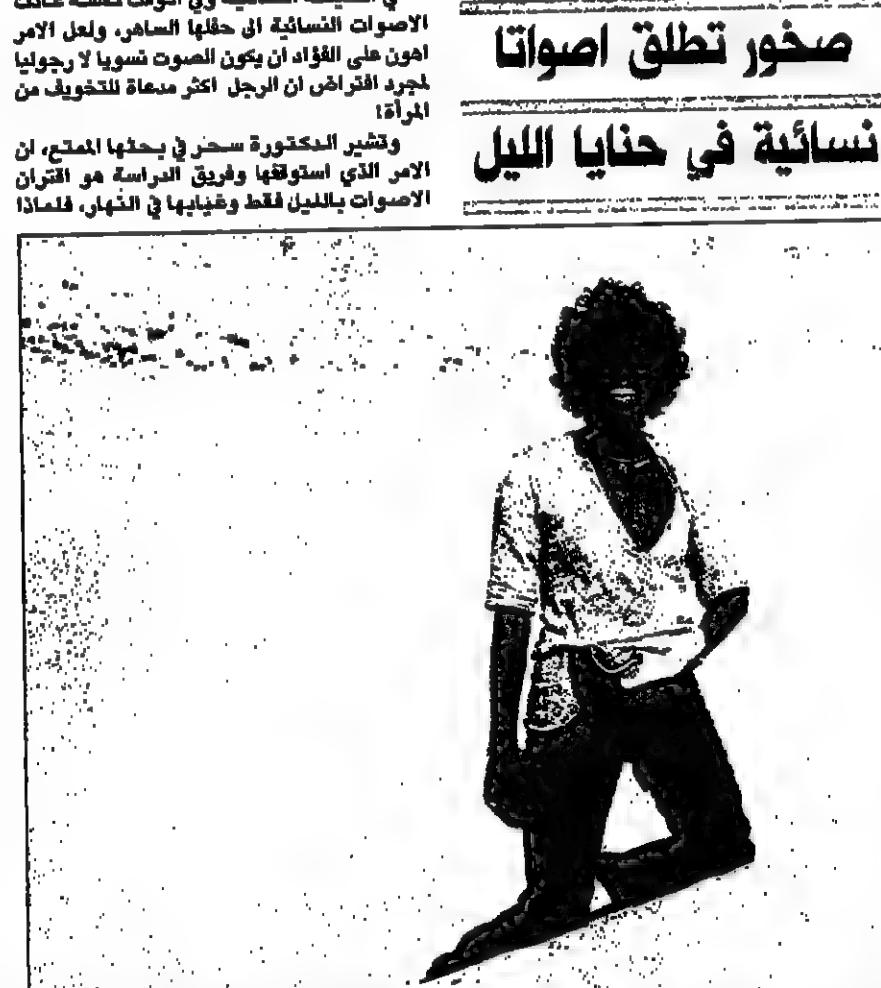 صخور تطلق اصواتا
نسائية في حنايا الليل
الاصوات النسائية الى حفلها الساهر، ولعل الامر
اهون على الفؤاد ان يكون الصوت نسويا لا رجوليا
لمجرد افتراض ان الرجل اكثر مدعاة للتخويف من
المرأة!
وتشير الدكتورة سحر في بحثها الممتع، ان
الامر الذي استوقفها وفريق الدراسة هو اقتران
الاصوات بالليل فقط وغيابها في النهار، فلماذا